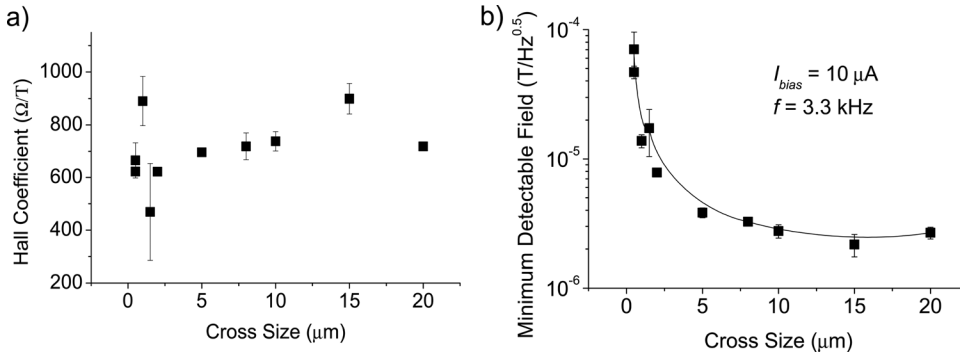 a)
Hall Coefficient (Ω/T)
1000
800
600
400
200
0 5 10 15 20
Cross Size (μm)
b)
Minimum Detectable Field (T/Hz^0.5)
10^-4
10^-5
10^-6
I_bias = 10 μA
f = 3.3 kHz
0 5 10 15 20
Cross Size (μm)